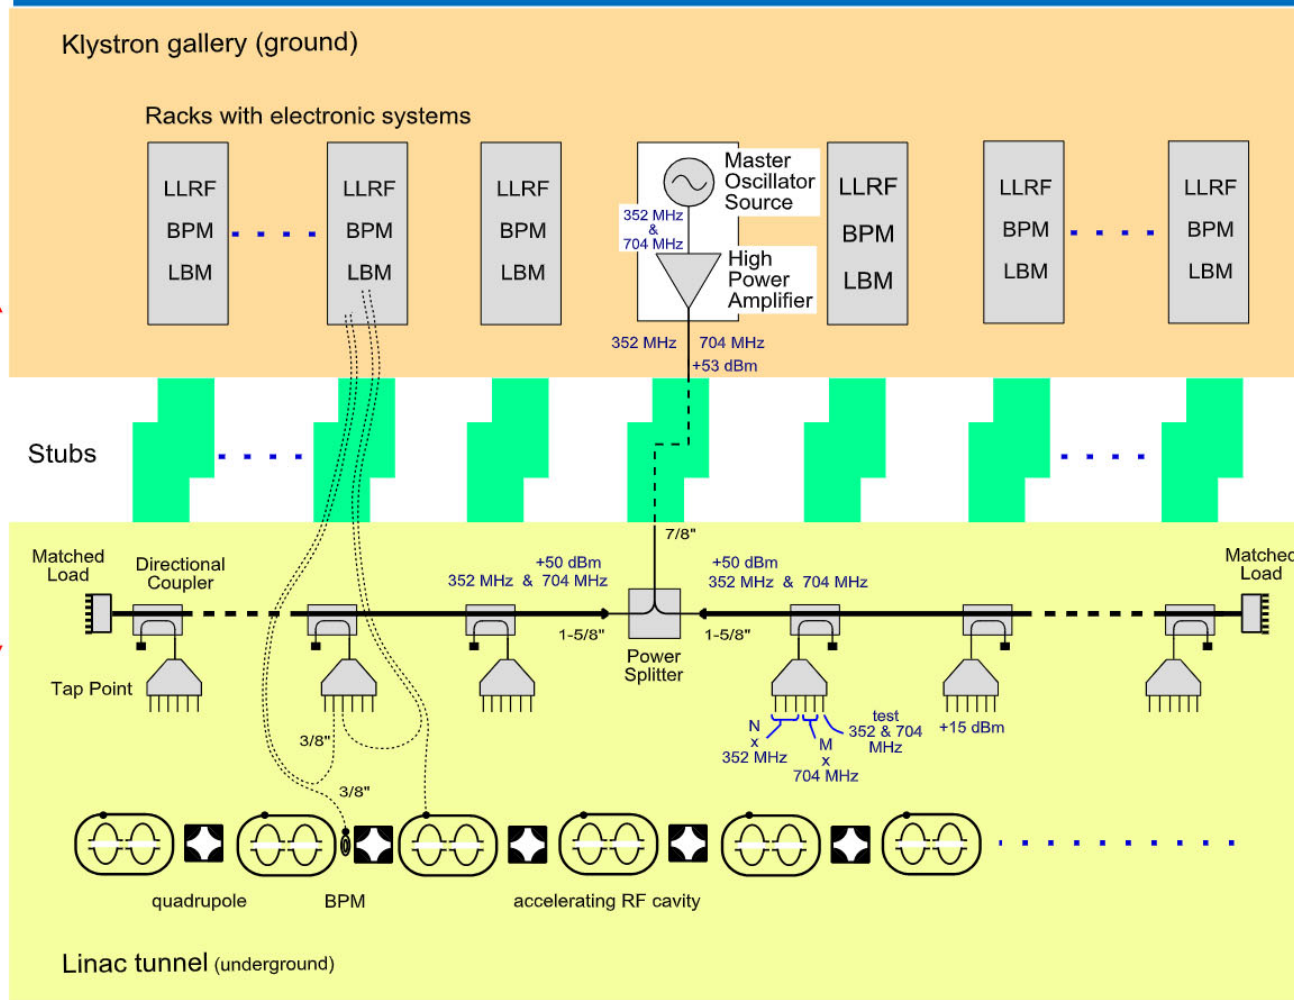 Klystron gallery (ground)
Racks with electronic systems
LLRF
BPM
LBM
LLRF
BPM
LBM
LLRF
BPM
LBM
Master
Oscillator
Source
352 MHz
&
704 MHz
High
Power
Amplifier
LLRF
BPM
LBM
LLRF
BPM
LBM
LLRF
BPM
LBM
352 MHz
704 MHz
+53 dBm
Stubs
7/8"
Matched
Load
Directional
Coupler
+50 dBm
352 MHz & 704 MHz
+50 dBm
352 MHz & 704 MHz
Matched
Load
1-5/8"
1-5/8"
Power
Splitter
Tap Point
3/8"
N
x
352 MHz
M
x
704 MHz
test
352 & 704
MHz
+15 dBm
3/8"
quadrupole
BPM
accelerating RF cavity
Linac tunnel (underground)